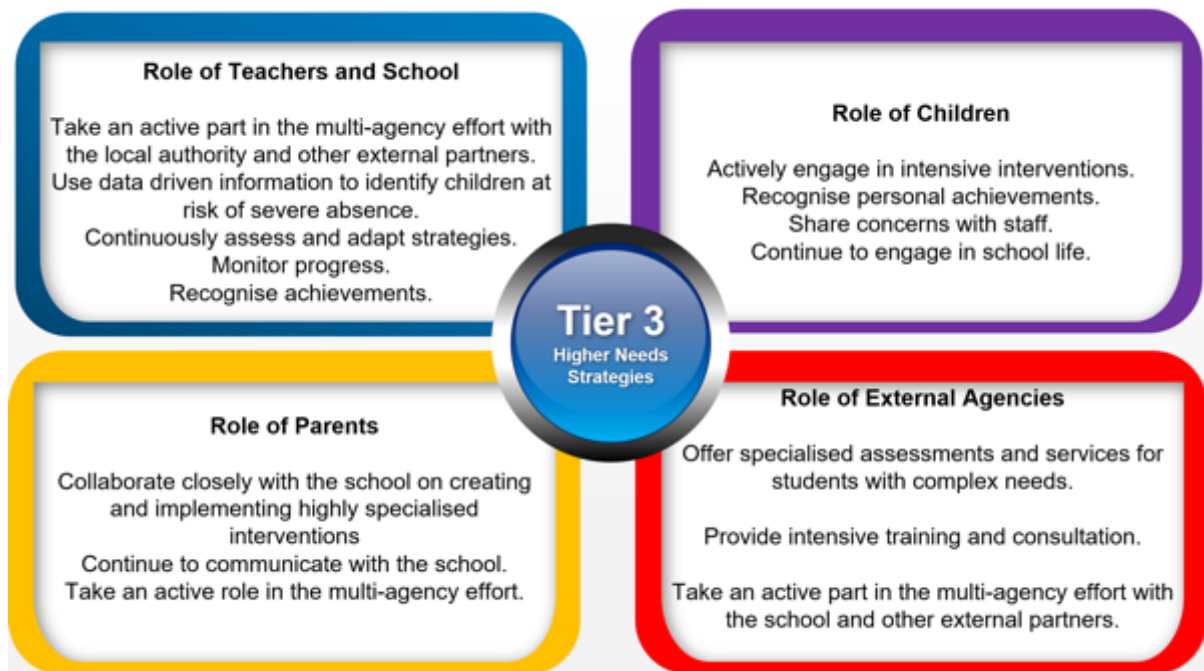 Role of Teachers and School
Take an active part in the multi-agency effort with
the local authority and other external partners.
Use data driven information to identify children at
risk of severe absence.
Continuously assess and adapt strategies.
Monitor progress.
Recognise achievements.
Role of Children
Actively engage in intensive interventions.
Recognise personal achievements.
Share concerns with staff.
Continue to engage in school life.
Tier 3
Higher Needs
Strategies
Role of Parents
Collaborate closely with the school on creating
and implementing highly specialised
interventions
Continue to communicate with the school.
Take an active role in the multi-agency effort.
Role of External Agencies
Offer specialised assessments and services for
students with complex needs.
Provide intensive training and consultation.
Take an active part in the multi-agency effort with
the school and other external partners.